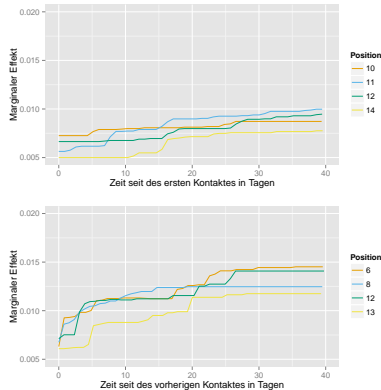 Marginaler Effekt
0.020
0.015
0.010
0.005
0 10 20 30 40
Zeit seit des ersten Kontaktes in Tagen
Position
10
11
12
14
Marginaler Effekt
0.020
0.015
0.010
0.005
0 10 20 30 40
Zeit seit des vorherigen Kontaktes in Tagen
Position
6
8
12
13